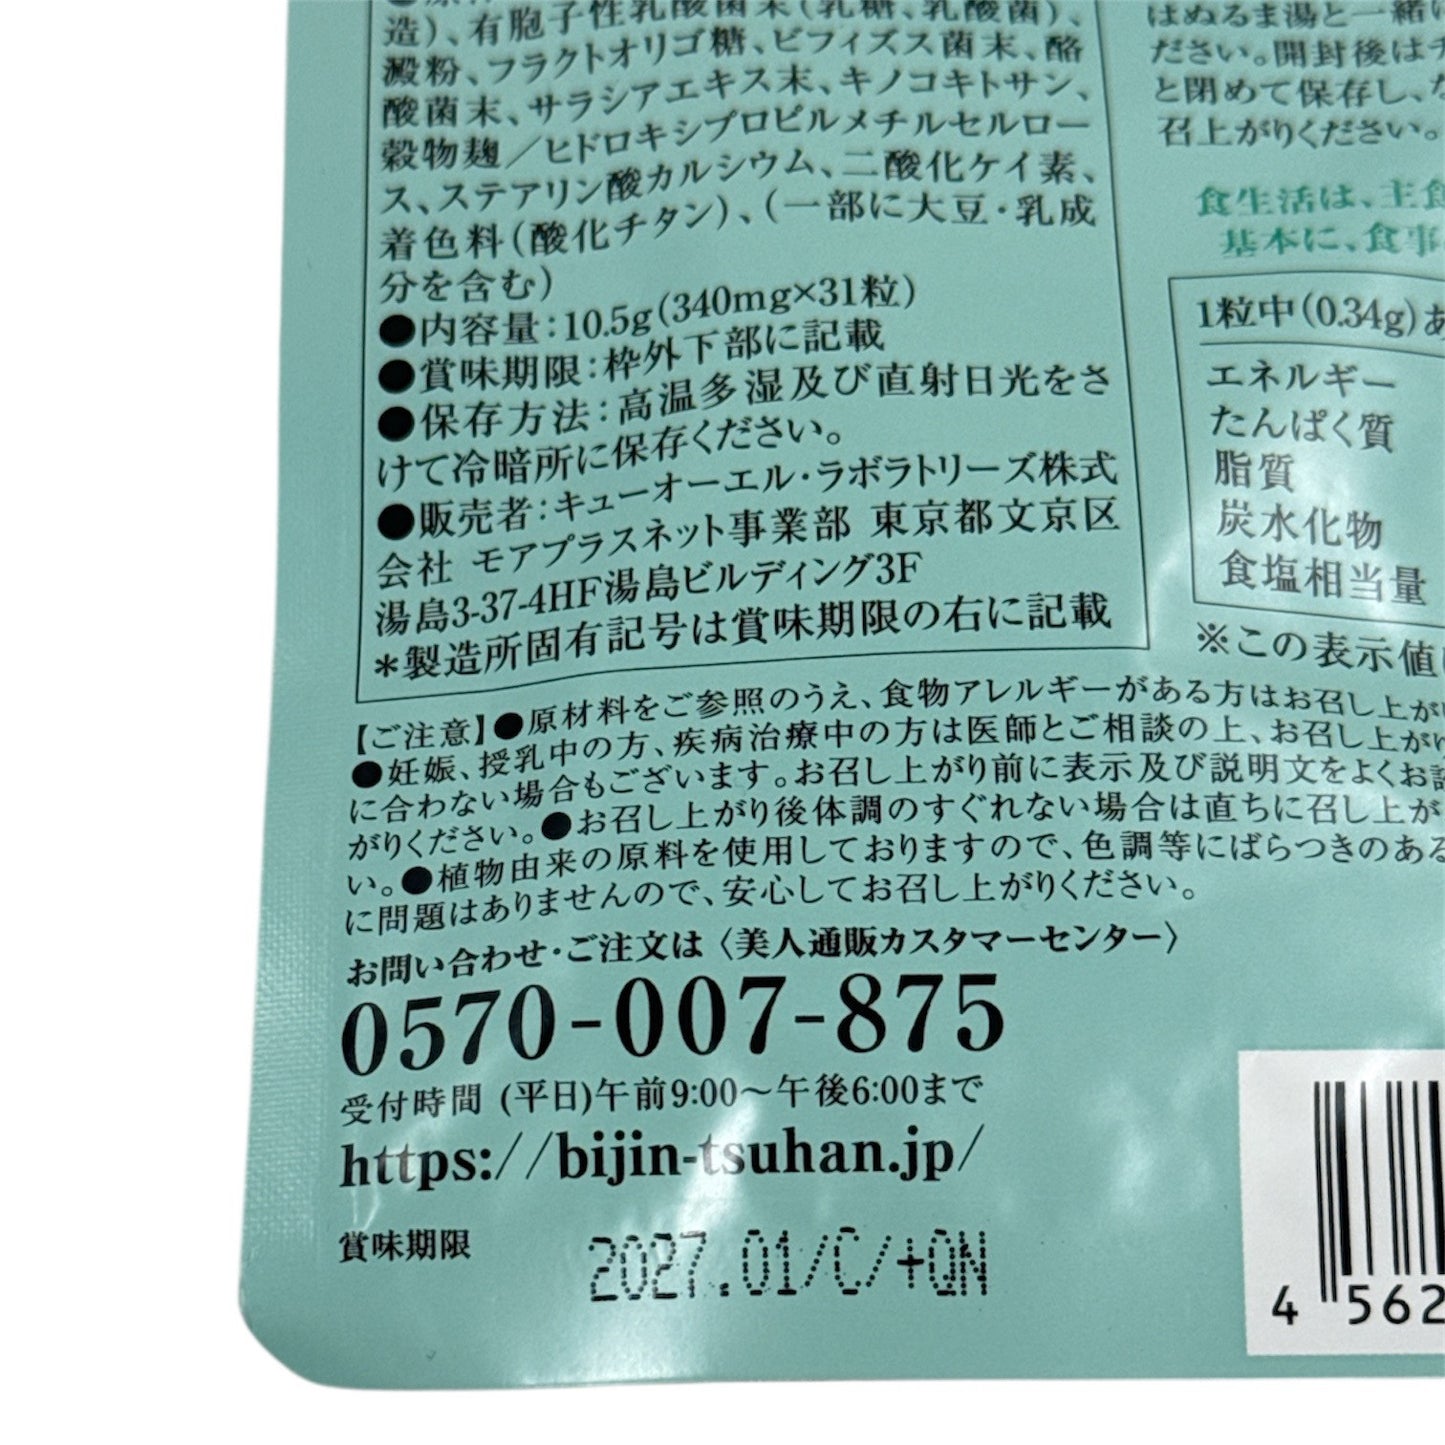 造)、有胞子性乳酸菌末(乳糖、乳酸菌)、
澱粉、フラクトオリゴ糖、ビフィズス菌末、酪
酸菌末、サラシアエキス末、キノコキトサン、
穀物麹／ヒドロキシプロピルメチルセルロー
ス、ステアリン酸カルシウム、二酸化ケイ素、
着色料(酸化チタン)、(一部に大豆・乳成
分を含む)
●内容量:10.5g(340mg×31粒)
●賞味期限:枠外下部に記載
●保存方法:高温多湿及び直射日光をさ
けて冷暗所に保存ください。
●販売者:キューオーエル・ラボラトリーズ株式
会社 モアプラスネット事業部 東京都文京区
湯島3-37-4HF湯島ビルディング3F
＊製造所固有記号は賞味期限の右に記載
はぬるま湯と一緒に
ださい。開封後はチ
と閉めて保存し、な
召上がりください。
食生活は、主食
基本に、食事
1粒中(0.34g)あ
エネルギー
たんぱく質
脂質
炭水化物
食塩相当量
※この表示値は
【ご注意】●原材料をご参照のうえ、食物アレルギーがある方はお召し上がり
●妊娠、授乳中の方、疾病治療中の方は医師とご相談の上、お召し上がり
に合わない場合もございます。お召し上がり前に表示及び説明文をよくお読
がりください。●お召し上がり後体調のすぐれない場合は直ちに召し上が
い。●植物由来の原料を使用しておりますので、色調等にばらつきのある
に問題はありませんので、安心してお召し上がりください。
お問い合わせ・ご注文は〈美人通販カスタマーセンター〉
0570-007-875
受付時間 (平日)午前9:00〜午後6:00まで
https://bijin-tsuhan.jp/
賞味期限 2027.01/C/+QN
4 562